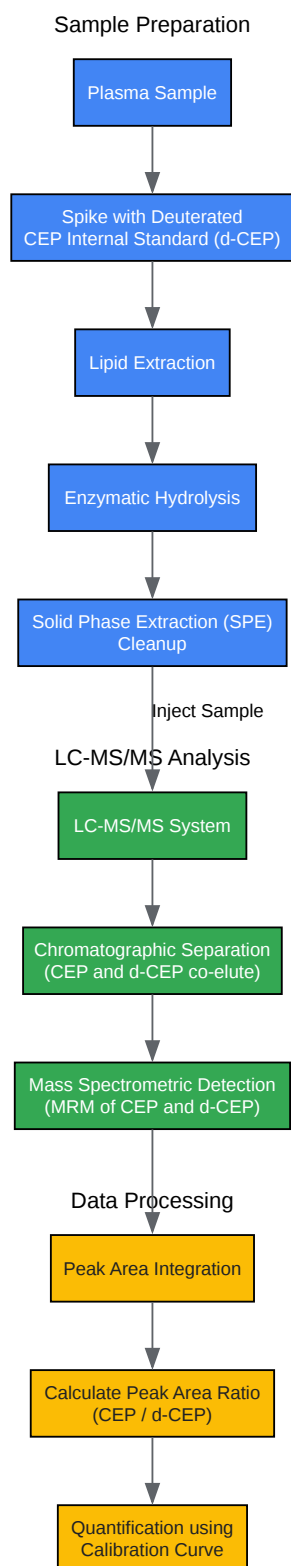 Sample Preparation
Plasma Sample
Spike with Deuterated
CEP Internal Standard (d-CEP)
Lipid Extraction
Enzymatic Hydrolysis
Solid Phase Extraction (SPE)
Cleanup
Inject Sample
LC-MS/MS Analysis
LC-MS/MS System
Chromatographic Separation
(CEP and d-CEP co-elute)
Mass Spectrometric Detection
(MRM of CEP and d-CEP)
Data Processing
Peak Area Integration
Calculate Peak Area Ratio
(CEP / d-CEP)
Quantification using
Calibration Curve